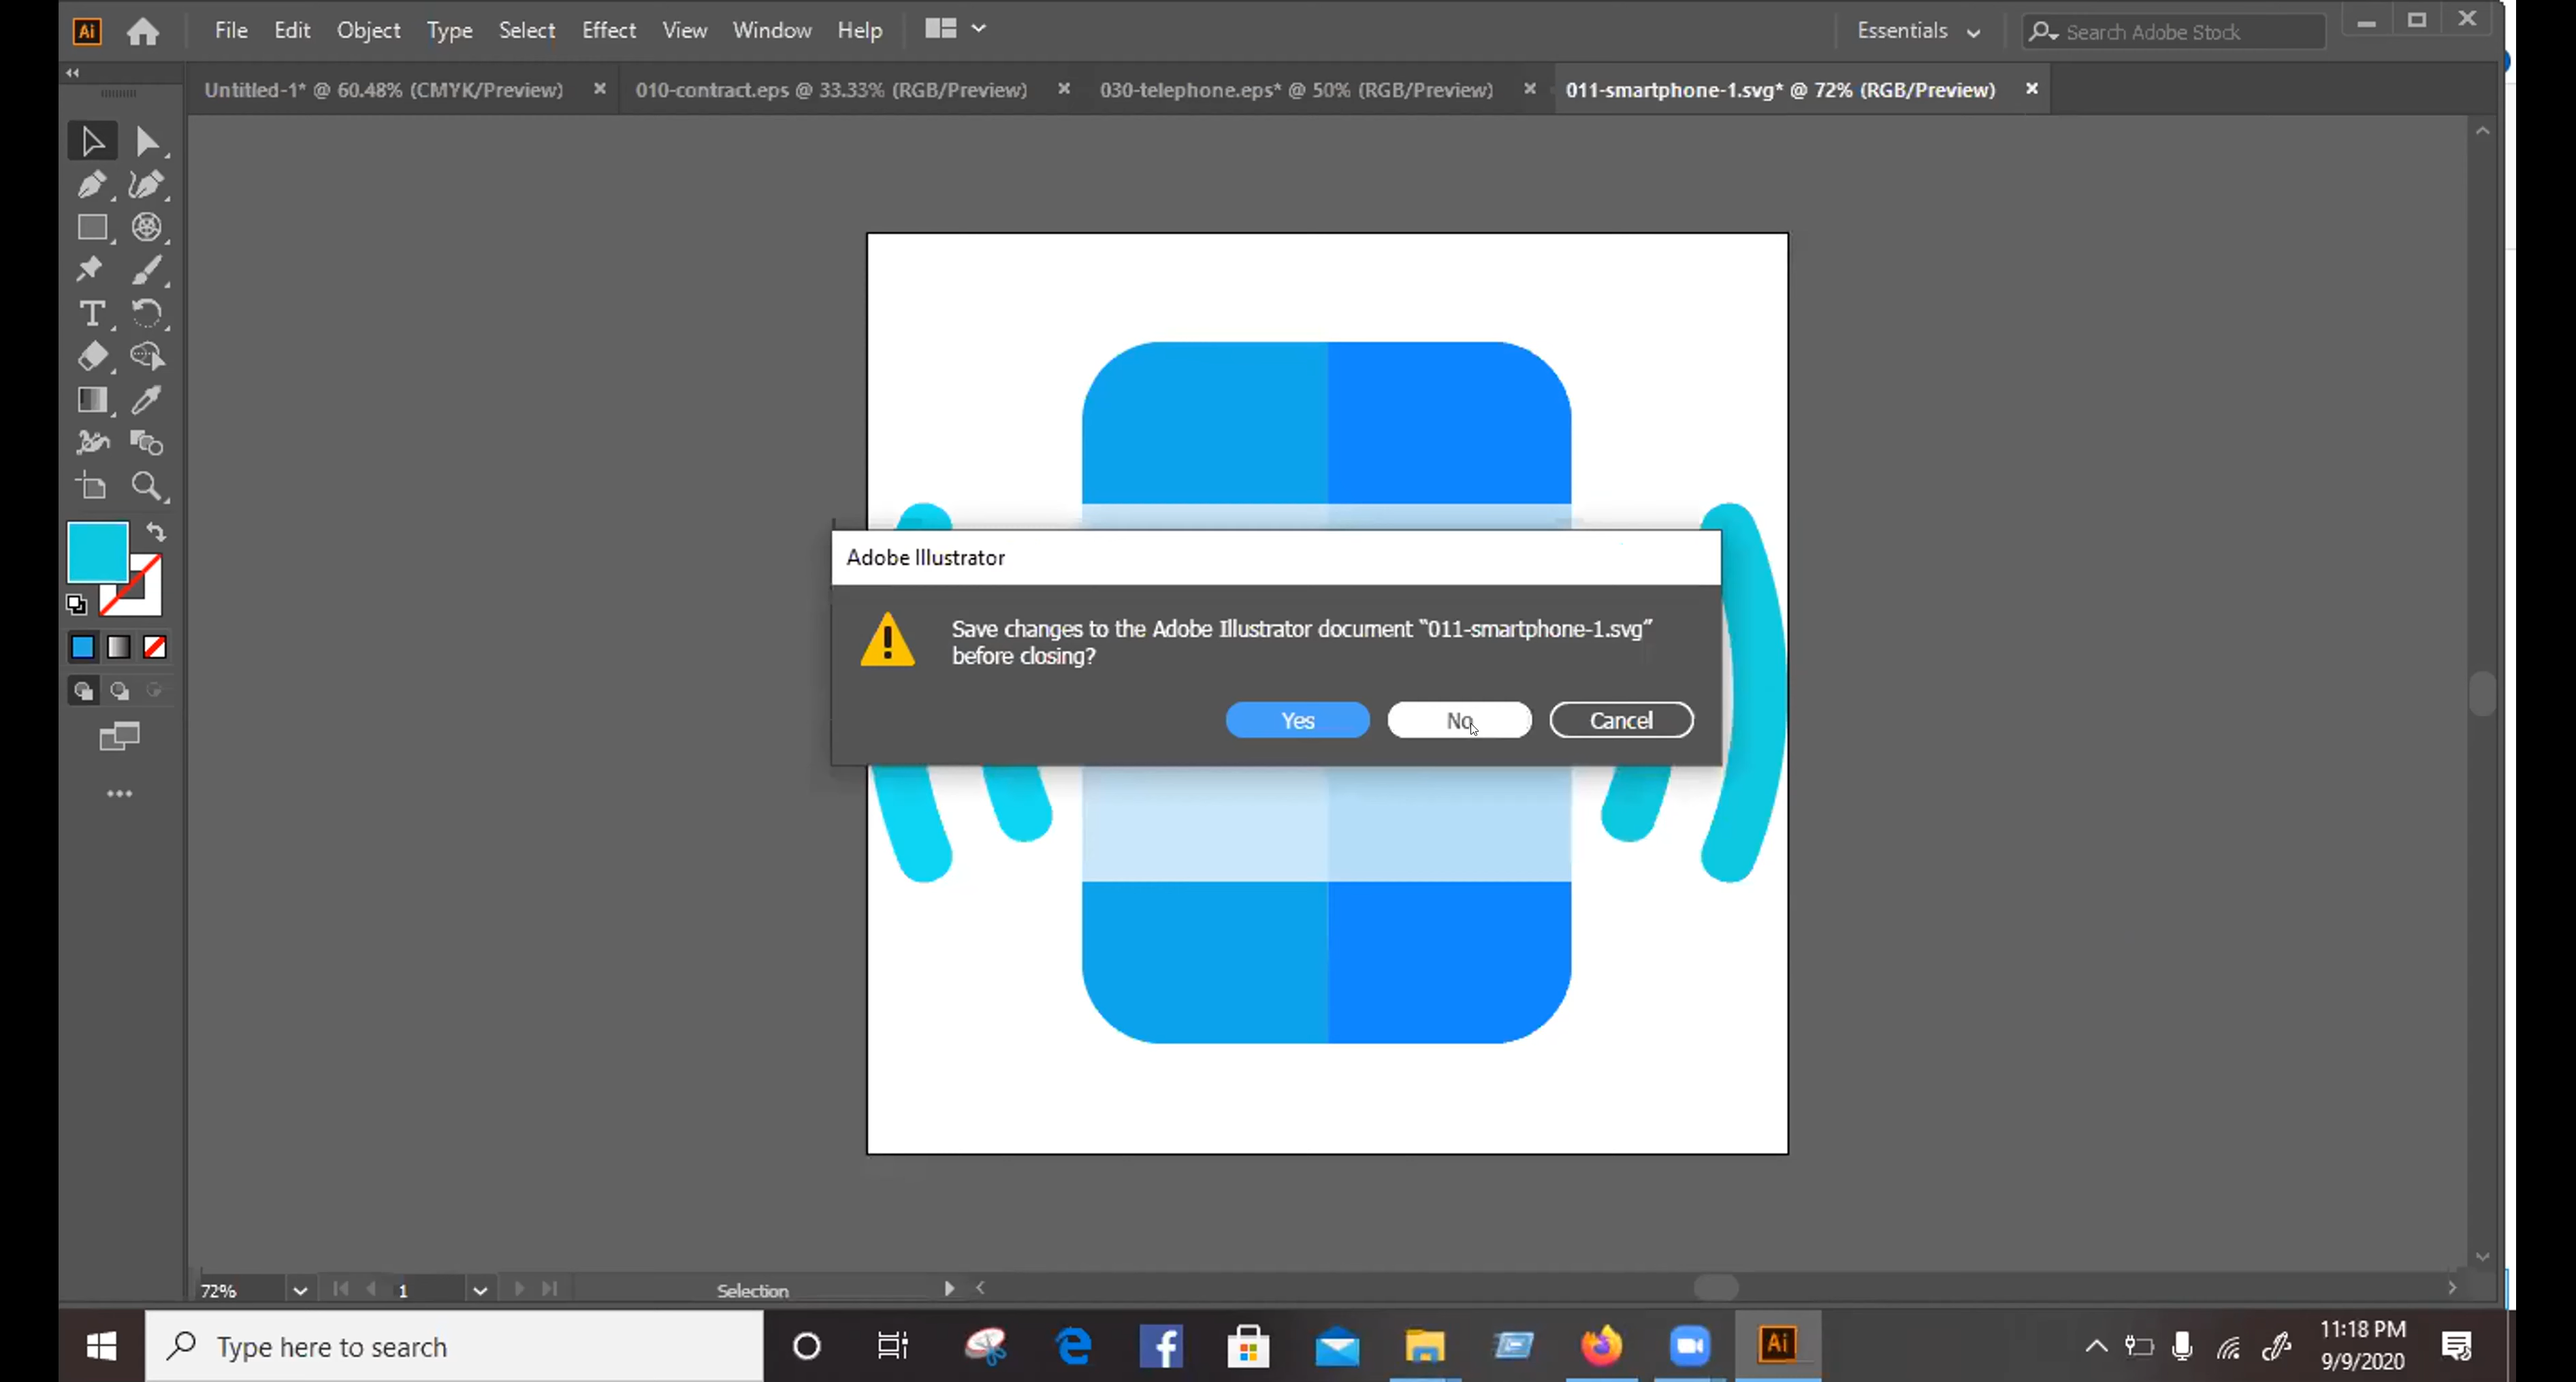 Ai File Edit Object Type Select Effect View Window Help Essentials Search Adobe Stock
Untitled-1* @ 60.48% (CMYK/Preview) 010-contract.eps @ 33.33% (RGB/Preview) 030-telephone.eps* @ 50% (RGB/Preview) 011-smartphone-1.svg* @ 72% (RGB/Preview)
Adobe Illustrator
Save changes to the Adobe Illustrator document “011-smartphone-1.svg”
before closing?
Yes No Cancel
72% 1 Selection
Type here to search Ai 11:18 PM
9/9/2020